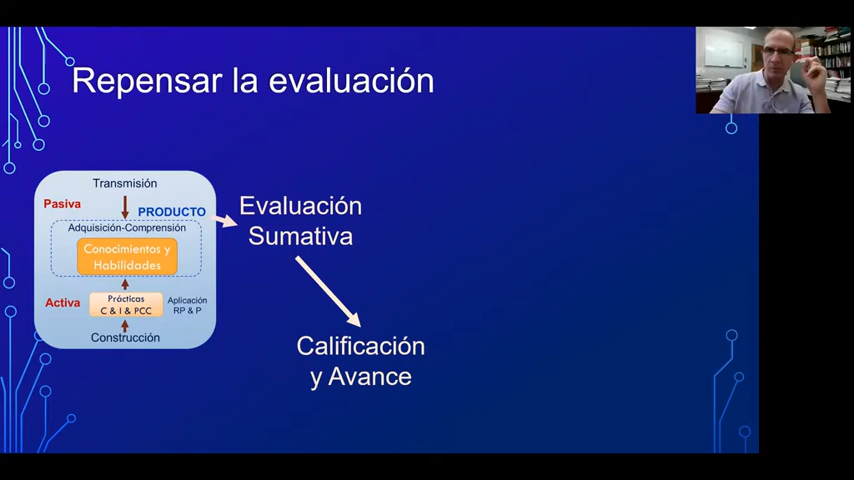 Repensar la evaluación
Transmisión
Pasiva
PRODUCTO
Adquisición-Comprensión
Conocimientos y
Habilidades
Activa
Prácticas
C & I & PCC
Aplicación
RP & P
Construcción
Evaluación
Sumativa
Calificación
y Avance